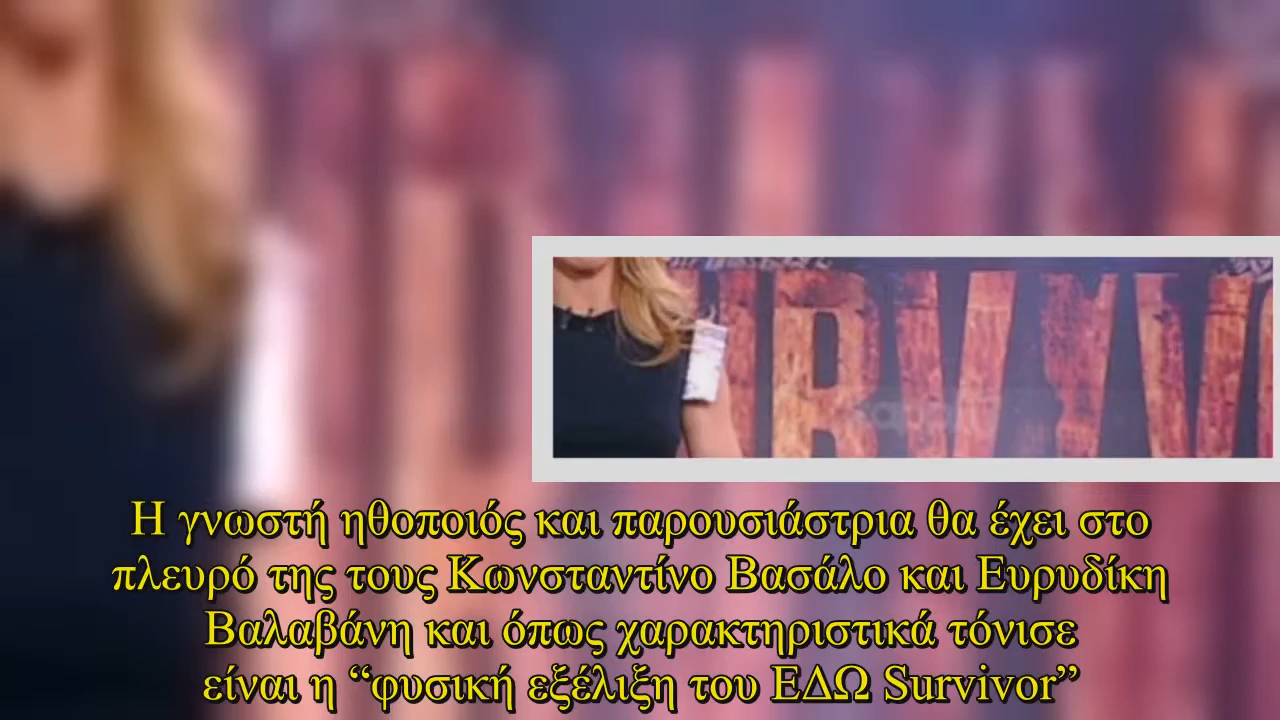 URVIVO
Η γνωστή ηθοποιός και παρουσιάστρια θα έχει στο
πλευρό της τους Κωνσταντίνο Βασάλο και Ευρυδίκη
Βαλαβάνη και όπως χαρακτηριστικά τόνισε
είναι η “φυσική εξέλιξη του ΕΔΩ Survivor”